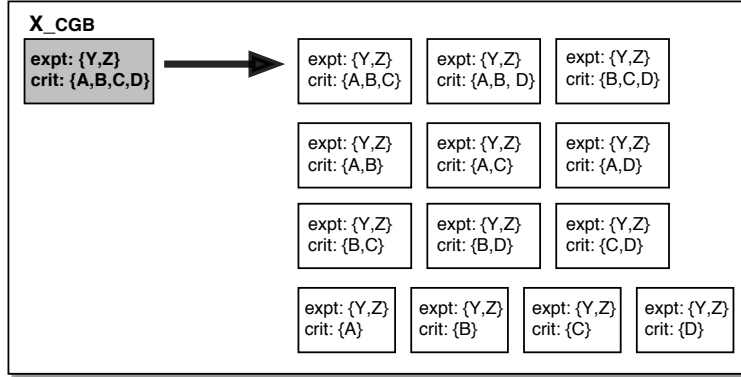 X_CGB
expt: {Y,Z}
crit: {A,B,C,D}
expt: {Y,Z}
crit: {A,B,C}
expt: {Y,Z}
crit: {A,B, D}
expt: {Y,Z}
crit: {B,C,D}
expt: {Y,Z}
crit: {A,B}
expt: {Y,Z}
crit: {A,C}
expt: {Y,Z}
crit: {A,D}
expt: {Y,Z}
crit: {B,C}
expt: {Y,Z}
crit: {B,D}
expt: {Y,Z}
crit: {C,D}
expt: {Y,Z}
crit: {A}
expt: {Y,Z}
crit: {B}
expt: {Y,Z}
crit: {C}
expt: {Y,Z}
crit: {D}